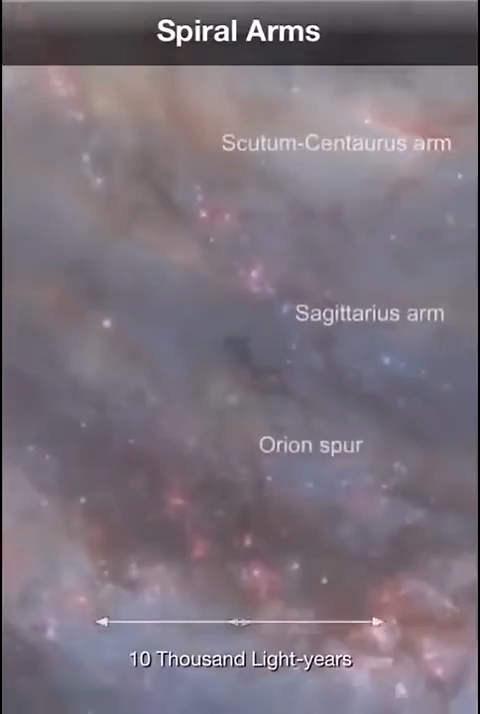 Spiral Arms
Scutum-Centaurus arm
Sagittarius arm
Orion spur
10 Thousand Light-years